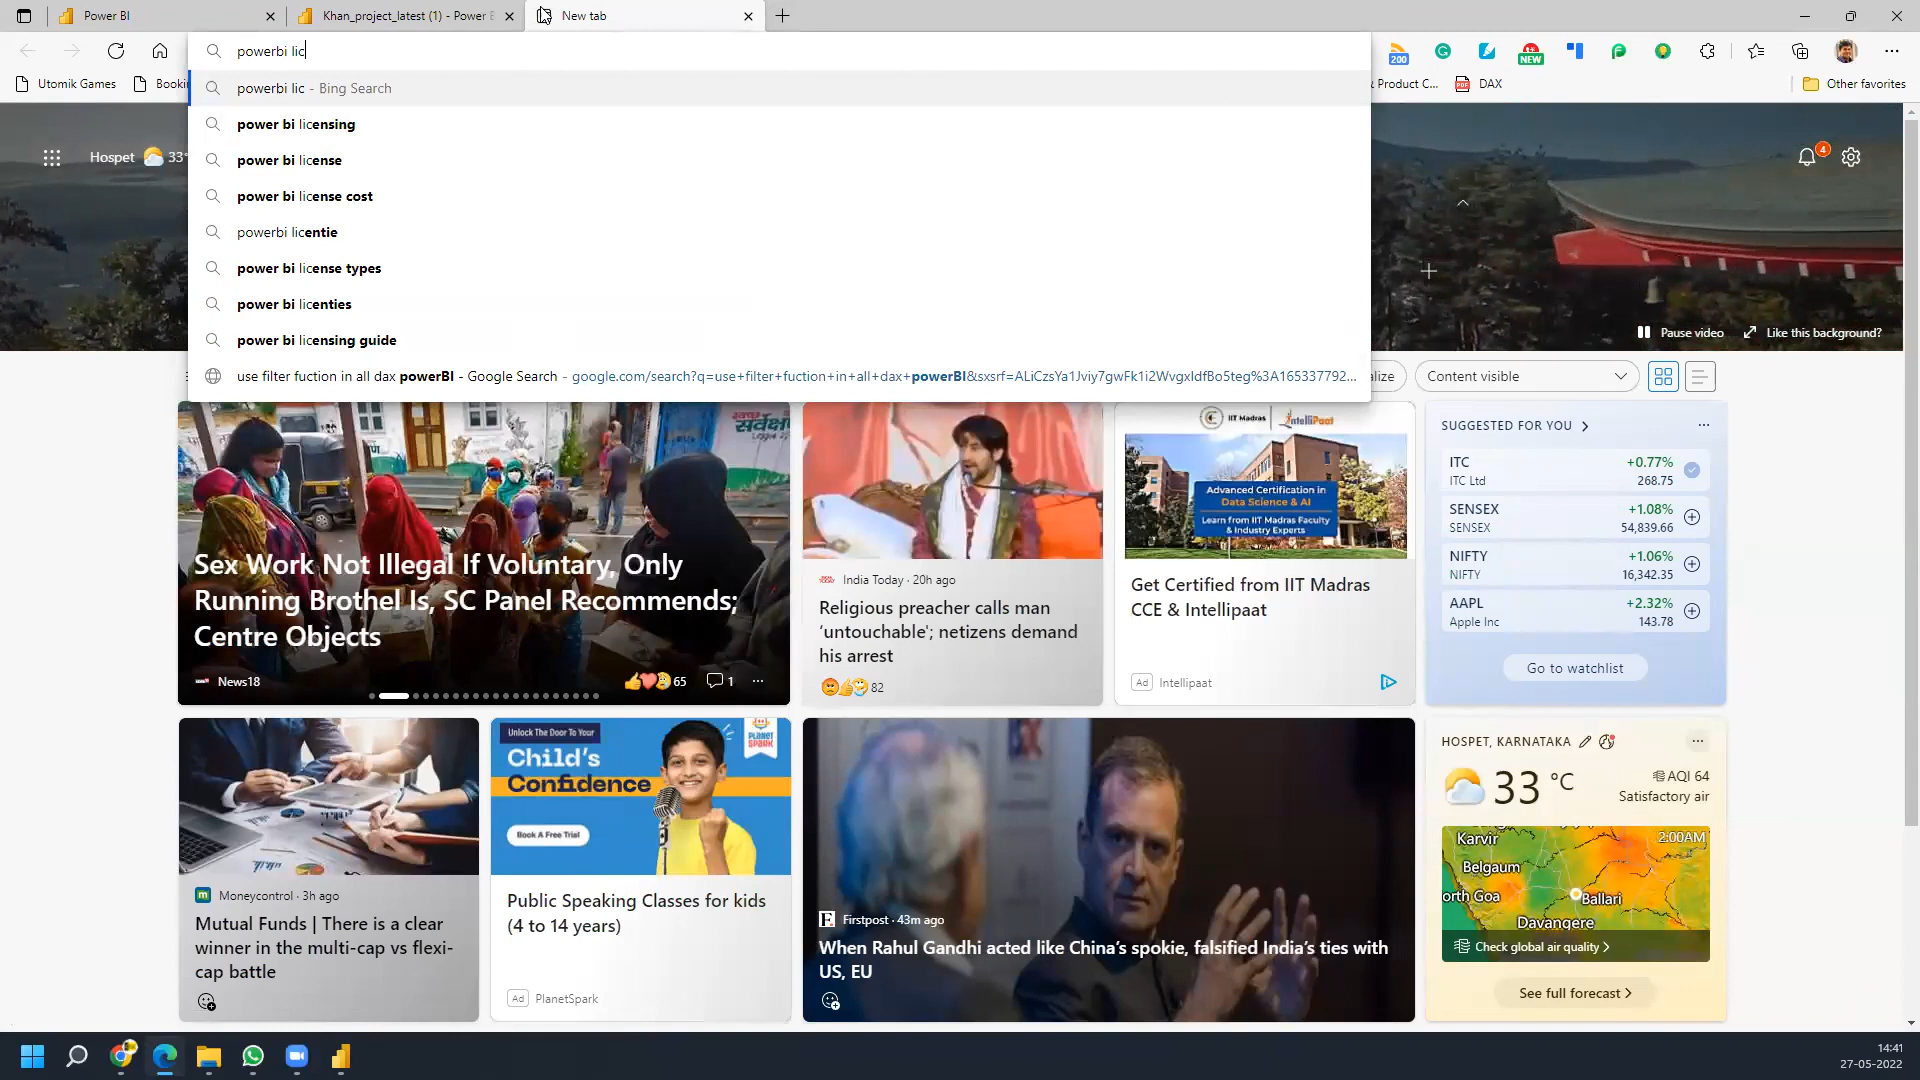 Power BI
Khan_project_latest (1) - Power B
New tab
powerbi lic
200
NEW
Utomik Games
Booki
& Product C...
DAX
Other favorites
powerbi lic - Bing Search
power bi licensing
power bi license
power bi license cost
powerbi licentie
power bi license types
power bi licenties
power bi licensing guide
use filter fuction in all dax powerBI - Google Search - google.com/search?q=use+filter+fuction+in+all+dax+powerBI&sxsrf=ALiCzsYa1Jviy7gwFk1i2WvgxIdfBo5teg%3A165337792...
Hospet
33°
4
Pause video
Like this background?
alize
Content visible
Sex Work Not Illegal If Voluntary, Only
Running Brothel Is, SC Panel Recommends;
Centre Objects
News18
65
1
India Today · 20h ago
Religious preacher calls man
'untouchable'; netizens demand
his arrest
82
IIT Madras
IntelliPaat
Advanced Certification in
Data Science & AI
Learn from IIT Madras Faculty
& Industry Experts
Get Certified from IIT Madras
CCE & Intellipaat
Ad
Intellipaat
SUGGESTED FOR YOU
ITC
+0.77%
ITC Ltd
268.75
SENSEX
+1.08%
SENSEX
54,839.66
NIFTY
+1.06%
NIFTY
16,342.35
AAPL
+2.32%
Apple Inc
143.78
Go to watchlist
Moneycontrol · 3h ago
Mutual Funds | There is a clear
winner in the multi-cap vs flexi-
cap battle
Unlock The Door To Your
Child's
Confidence
Book A Free Trial
PLANET
SPARK
Public Speaking Classes for kids
(4 to 14 years)
Ad
PlanetSpark
Firstpost · 43m ago
When Rahul Gandhi acted like China's spokie, falsified India's ties with
US, EU
HOSPET, KARNATAKA
33 °C
AQI 64
Satisfactory air
2:00AM
Karvir
Belgaum
orth Goa
Ballari
Davangere
Check global air quality
See full forecast
14:41
27-05-2022